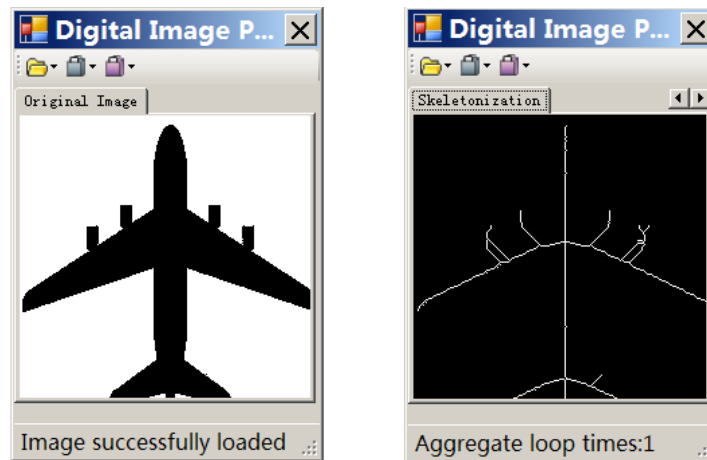 Digital Image P...
Original Image
Image successfully loaded
Digital Image P...
Skeletonization
Aggregate loop times:1